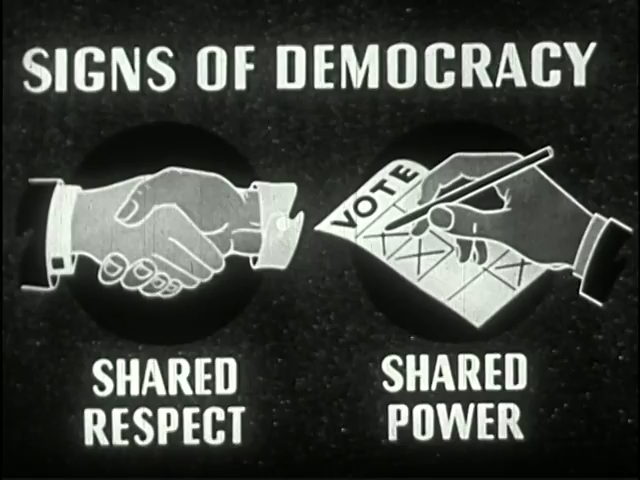 SIGNS OF DEMOCRACY
VOTE
SHARED
RESPECT
SHARED
POWER